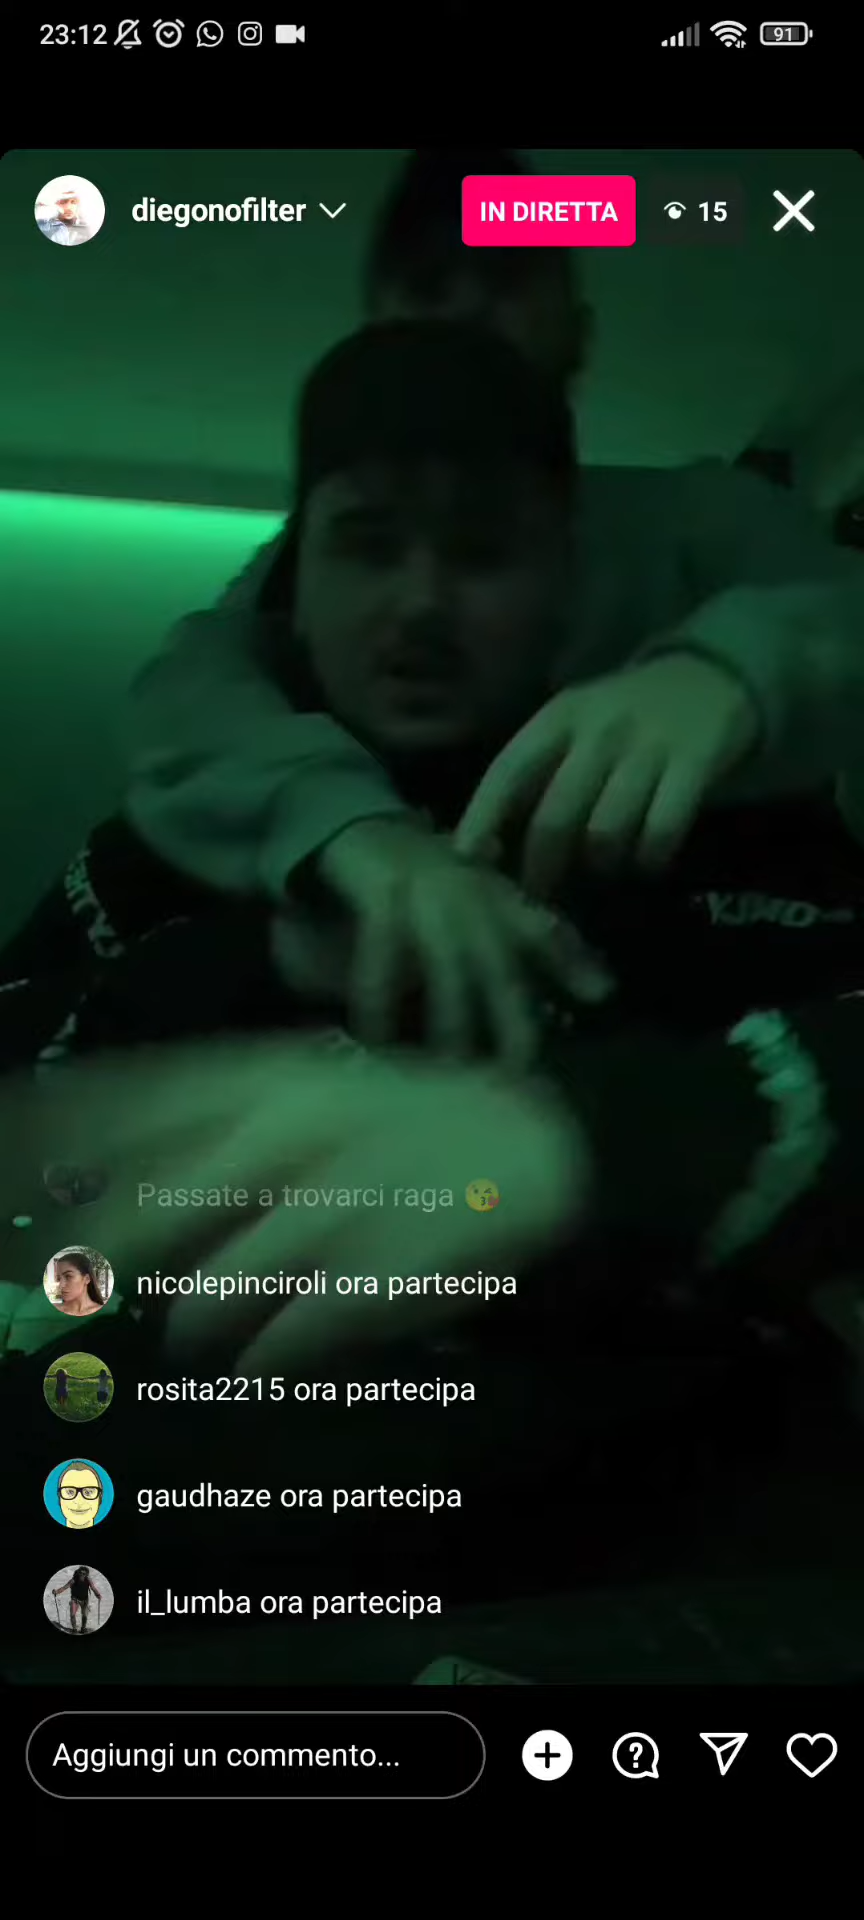 23:12
91
diegonofilter
IN DIRETTA
15
Passate a trovarci raga 😘
nicolepinciroli ora partecipa
rosita2215 ora partecipa
gaudhaze ora partecipa
il_lumba ora partecipa
Aggiungi un commento...